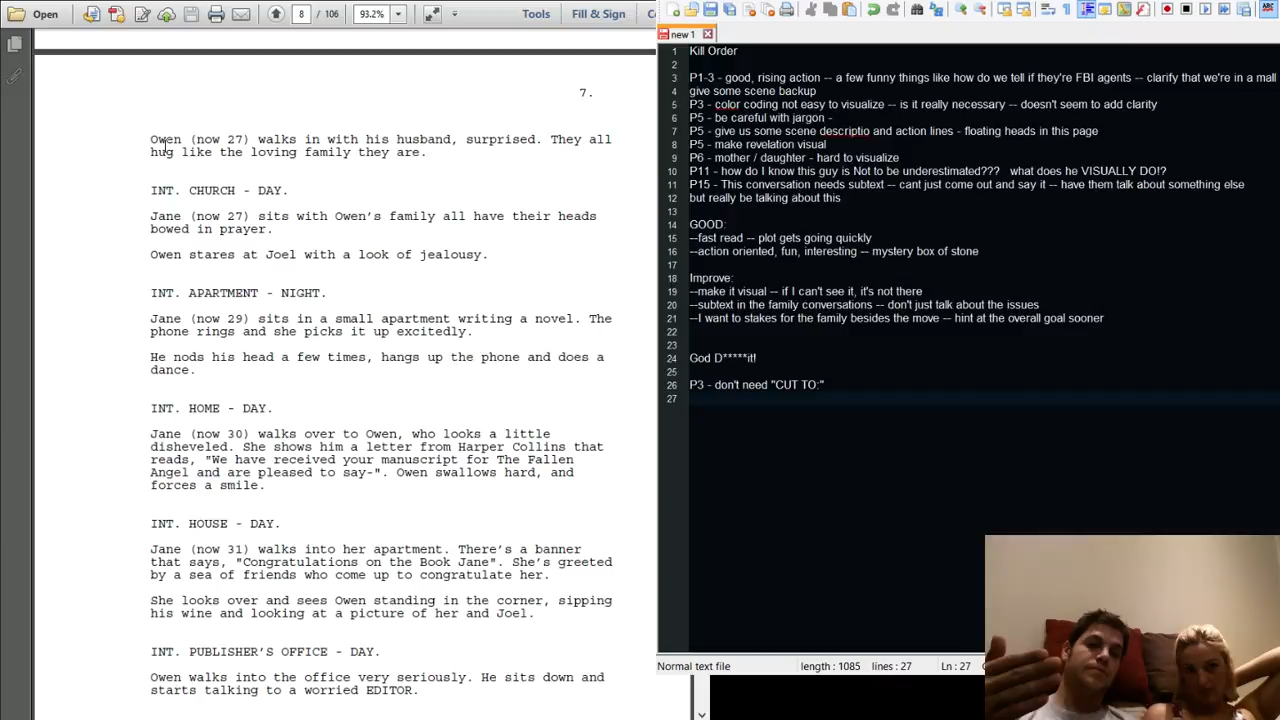 Open
8 / 106
93.2%
Tools
Fill & Sign
7.
Owen (now 27) walks in with his husband, surprised. They all
hug like the loving family they are.
INT. CHURCH - DAY.
Jane (now 27) sits with Owen's family all have their heads
bowed in prayer.
Owen stares at Joel with a look of jealousy.
INT. APARTMENT - NIGHT.
Jane (now 29) sits in a small apartment writing a novel. The
phone rings and she picks it up excitedly.
He nods his head a few times, hangs up the phone and does a
dance.
INT. HOME - DAY.
Jane (now 30) walks over to Owen, who looks a little
disheveled. She shows him a letter from Harper Collins that
reads, "We have received your manuscript for The Fallen
Angel and are pleased to say-". Owen swallows hard, and
forces a smile.
INT. HOUSE - DAY.
Jane (now 31) walks into her apartment. There's a banner
that says, "Congratulations on the Book Jane". She's greeted
by a sea of friends who come up to congratulate her.
She looks over and sees Owen standing in the corner, sipping
his wine and looking at a picture of her and Joel.
INT. PUBLISHER'S OFFICE - DAY.
Owen walks into the office very seriously. He sits down and
starts talking to a worried EDITOR.
new 1
1 Kill Order
2
3 P1-3 - good, rising action -- a few funny things like how do we tell if they're FBI agents -- clarify that we're in a mall
4 give some scene backup
5 P3 - color coding not easy to visualize -- is it really necessary -- doesn't seem to add clarity
6 P5 - be careful with jargon -
7 P5 - give us some scene descriptio and action lines - floating heads in this page
8 P5 - make revelation visual
9 P6 - mother / daughter - hard to visualize
10 P11 - how do I know this guy is Not to be underestimated??? what does he VISUALLY DO!?
11 P15 - This conversation needs subtext -- cant just come out and say it -- have them talk about something else
12 but really be talking about this
13
14 GOOD:
15 --fast read -- plot gets going quickly
16 --action oriented, fun, interesting -- mystery box of stone
17
18 Improve:
19 --make it visual -- if I can't see it, it's not there
20 --subtext in the family conversations -- don't just talk about the issues
21 --I want to stakes for the family besides the move -- hint at the overall goal sooner
22
23
24 God D*****it!
25
26 P3 - don't need "CUT TO:"
27
Normal text file
length : 1085
lines : 27
Ln : 27